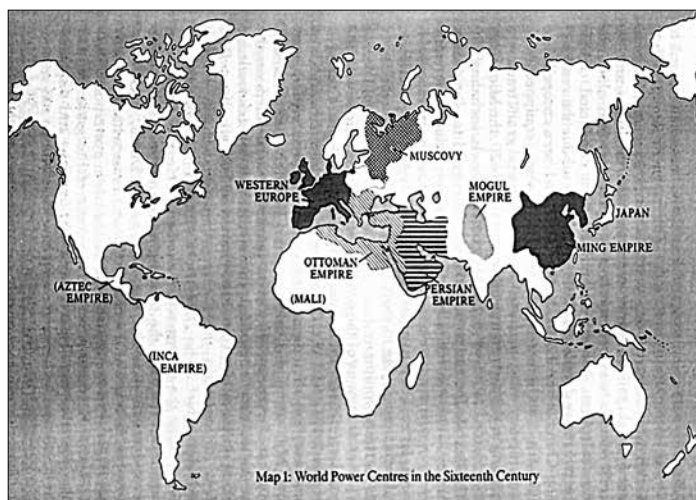 MUSCOVY
WESTERN
EUROPE
MOGUL
EMPIRE
JAPAN
MING EMPIRE
OTTOMAN
EMPIRE
PERSIAN
EMPIRE
(AZTEC
EMPIRE)
(MALI)
(INCA
EMPIRE)
Map 1: World Power Centres in the Sixteenth Century